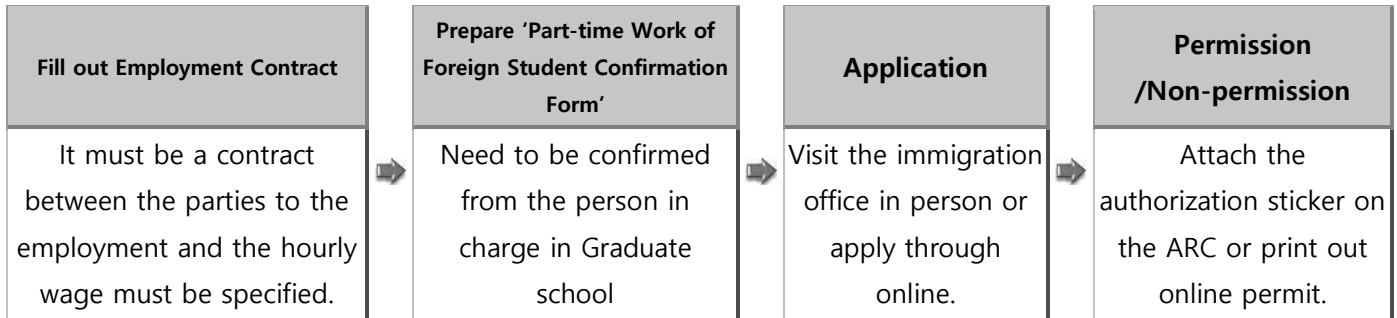 Fill out Employment Contract
It must be a contract
between the parties to the
employment and the hourly
wage must be specified.
Prepare ‘Part-time Work of
Foreign Student Confirmation
Form’
Need to be confirmed
from the person in
charge in Graduate
school
Application
Visit the immigration
office in person or
apply through
online.
Permission
/Non-permission
Attach the
authorization sticker on
the ARC or print out
online permit.